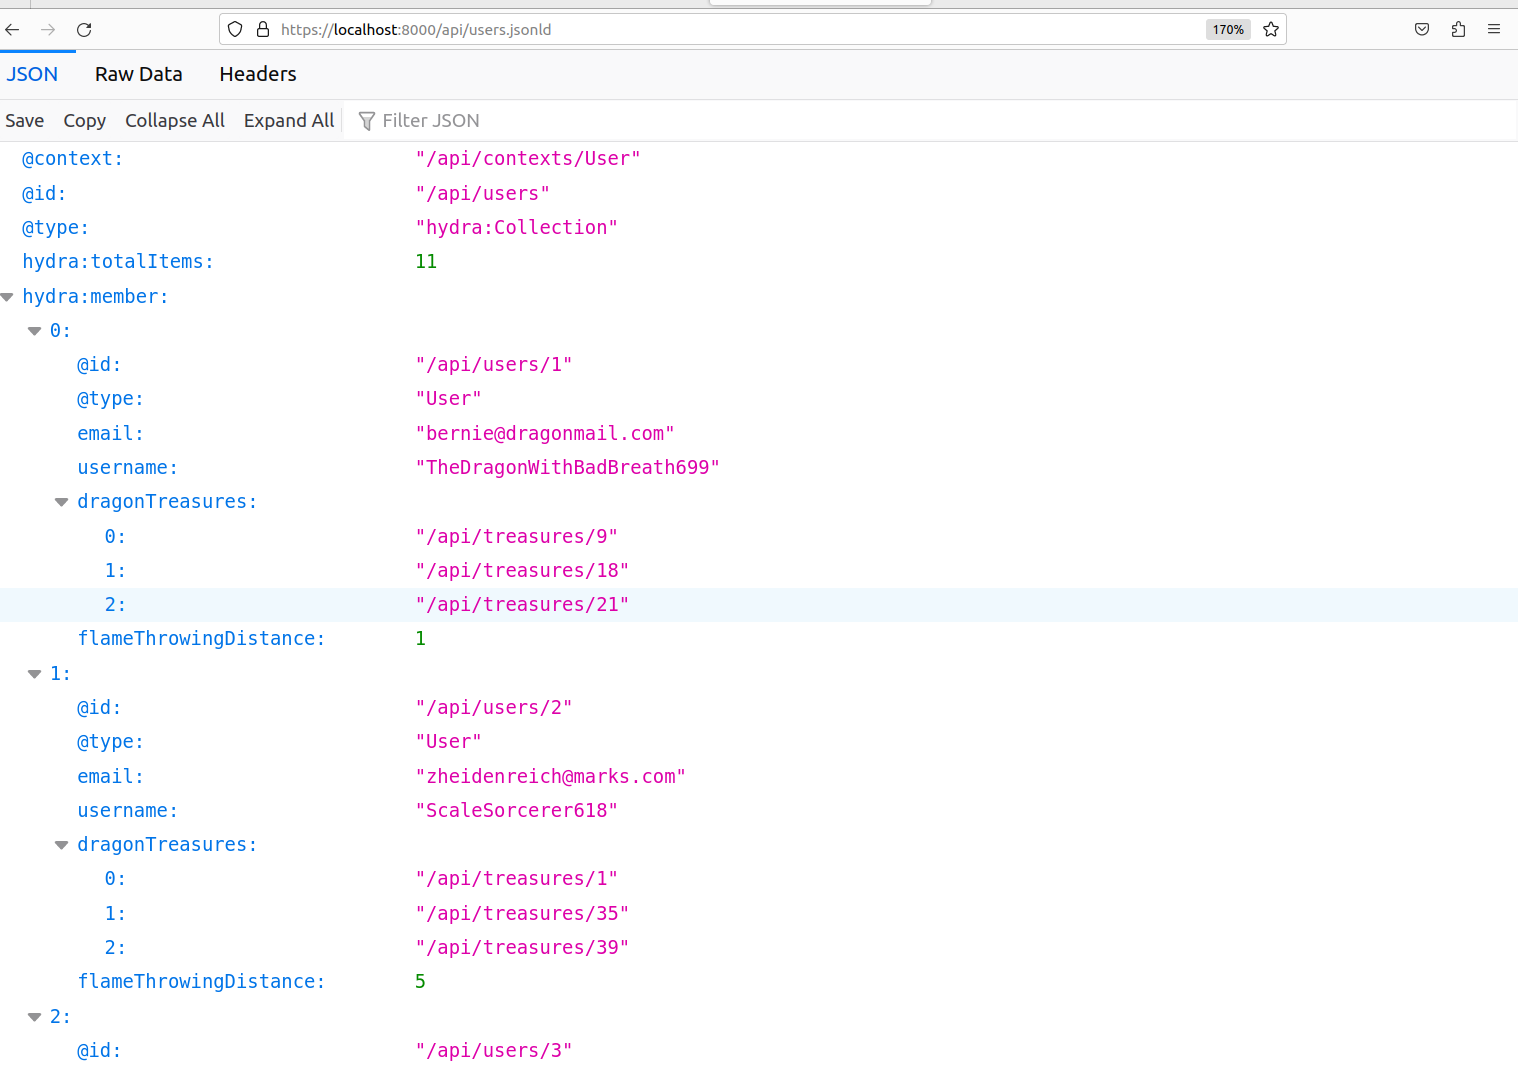 https://localhost:8000/api/users.jsonld 170%
JSON Raw Data Headers
Save Copy Collapse All Expand All Filter JSON
@context: "/api/contexts/User"
@id: "/api/users"
@type: "hydra:Collection"
hydra:totalItems: 11
hydra:member:
0:
@id: "/api/users/1"
@type: "User"
email: "bernie@dragonmail.com"
username: "TheDragonWithBadBreath699"
dragonTreasures:
0: "/api/treasures/9"
1: "/api/treasures/18"
2: "/api/treasures/21"
flameThrowingDistance: 1
1:
@id: "/api/users/2"
@type: "User"
email: "zheidenreich@marks.com"
username: "ScaleSorcerer618"
dragonTreasures:
0: "/api/treasures/1"
1: "/api/treasures/35"
2: "/api/treasures/39"
flameThrowingDistance: 5
2:
@id: "/api/users/3"